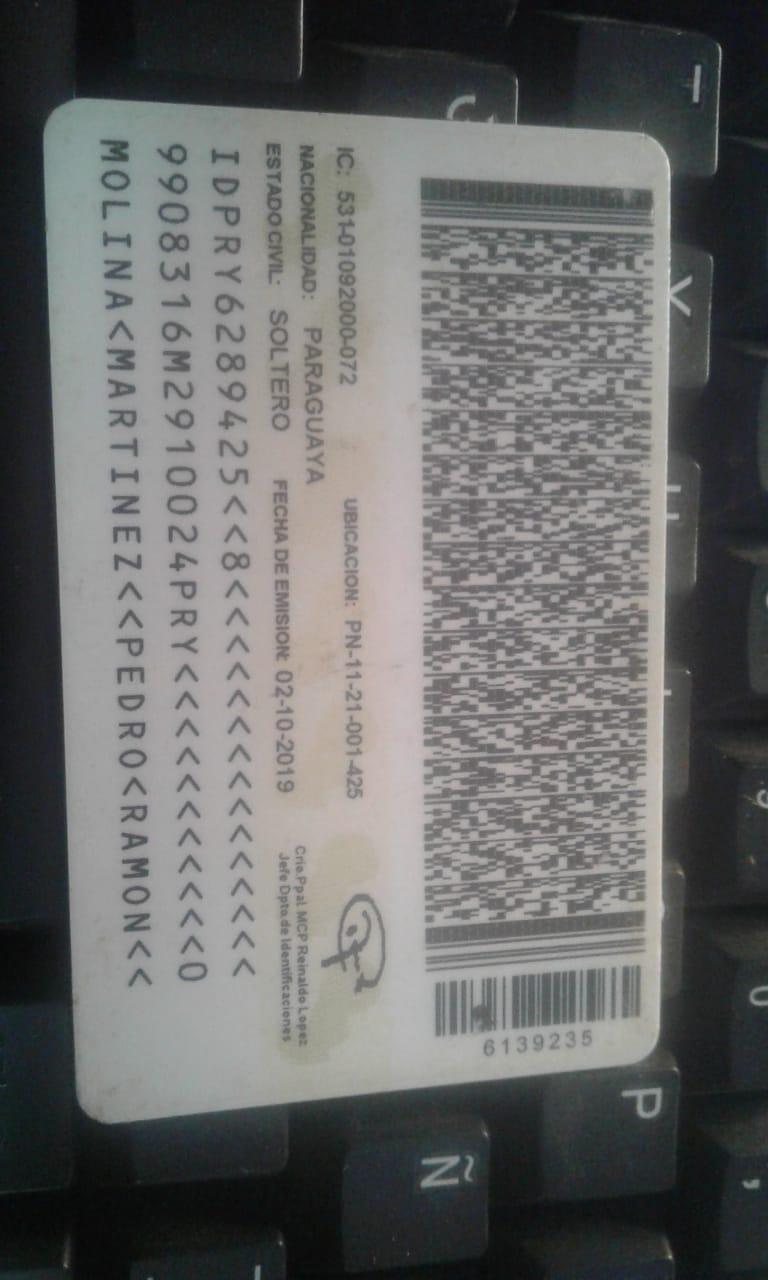 6139235
IC: 531-01092000-072 UBICACION: PN-11-21-001-425
NACIONALIDAD: PARAGUAYA
ESTADO CIVIL: SOLTERO FECHA DE EMISION: 02-10-2019
Crio.Ppal. MCP Reinaldo Lopez
Jefe Dpto.de Identificaciones
IDPRY6289425<<8<<<<<<<<<<<<<<<
9908316M2910024PRY<<<<<<<<<<<0
MOLINA<MARTINEZ<<PEDRO<RAMON<<
T
Y
U
P
Ñ